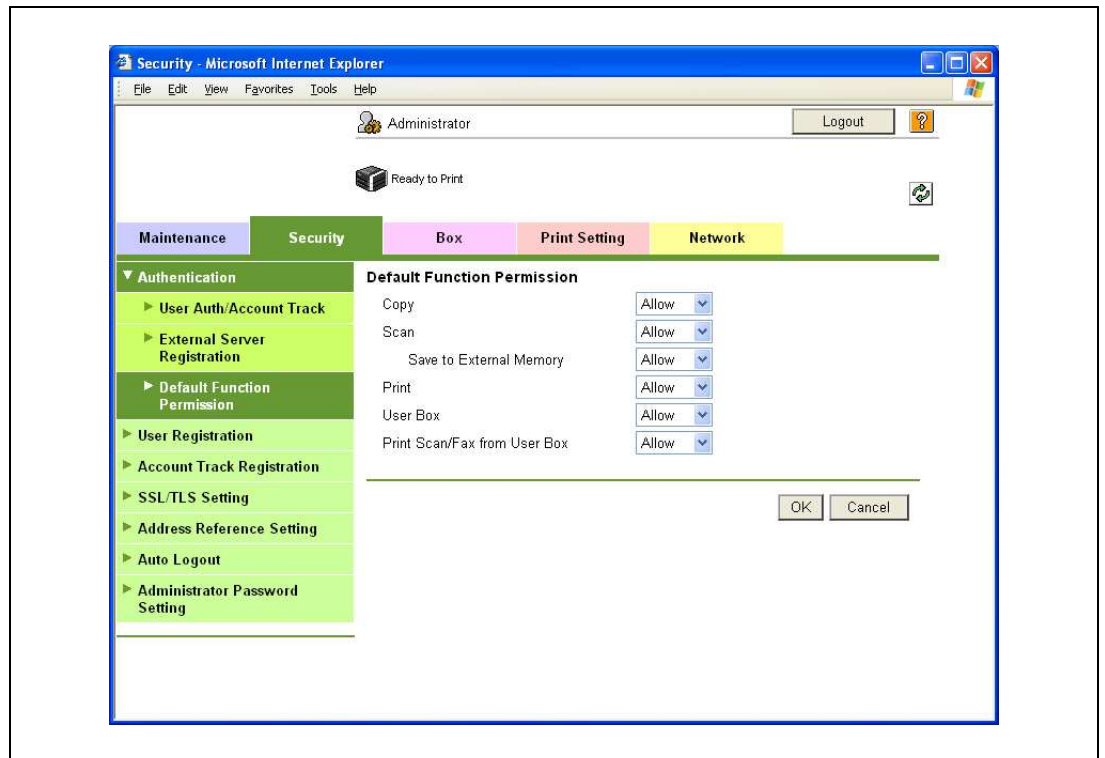 Security - Microsoft Internet Explorer
File Edit View Favorites Tools Help
Administrator
Logout
?
Ready to Print
Maintenance Security Box Print Setting Network
Authentication
User Auth/Account Track
External Server
Registration
Default Function
Permission
User Registration
Account Track Registration
SSL/TLS Setting
Address Reference Setting
Auto Logout
Administrator Password
Setting
Default Function Permission
Copy Allow
Scan Allow
Save to External Memory Allow
Print Allow
User Box Allow
Print Scan/Fax from User Box Allow
OK Cancel